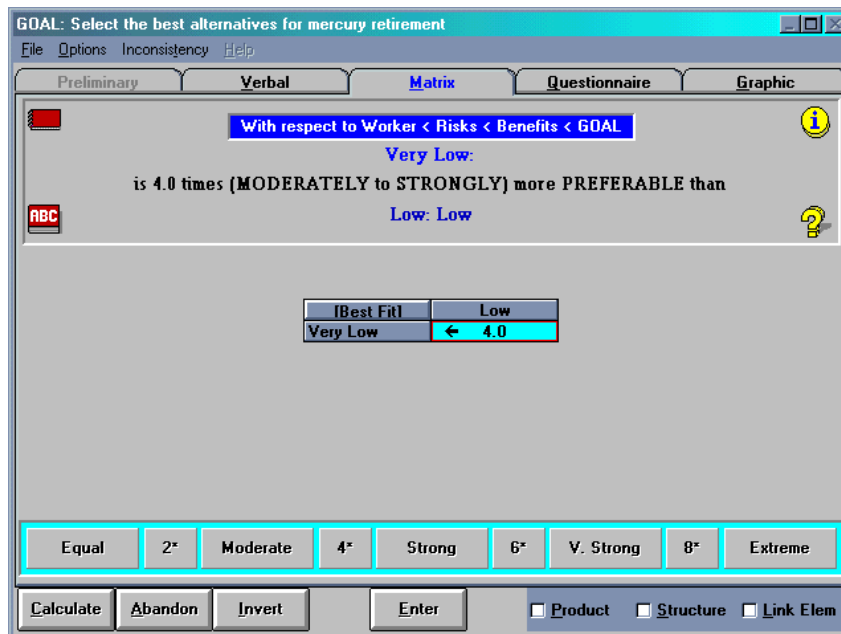 GOAL: Select the best alternatives for mercury retirement
File Options Inconsistency Help
Preliminary Verbal Matrix Questionnaire Graphic
With respect to Worker < Risks < Benefits < GOAL
Very Low:
is 4.0 times (MODERATELY to STRONGLY) more PREFERABLE than
ABC Low: Low
[Best Fit] Low
Very Low ← 4.0
Equal 2* Moderate 4* Strong 6* V. Strong 8* Extreme
Calculate Abandon Invert Enter Product Structure Link Elem